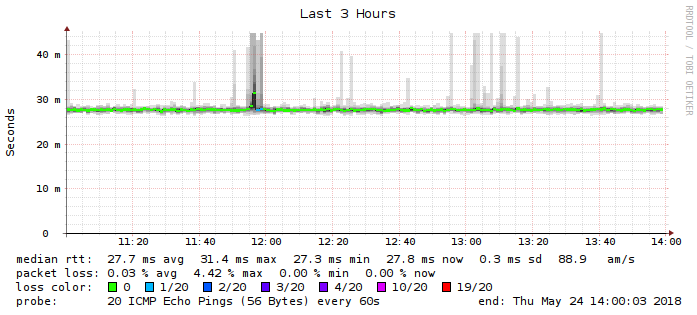 Last 3 Hours
RRDTOOL / TOBI OETIKER
Seconds
40 m
30 m
20 m
10 m
0
11:20 11:40 12:00 12:20 12:40 13:00 13:20 13:40 14:00
median rtt: 27.7 ms avg 31.4 ms max 27.3 ms min 27.8 ms now 0.3 ms sd 88.9 am/s
packet loss: 0.03 % avg 4.42 % max 0.00 % min 0.00 % now
loss color: 0 1/20 2/20 3/20 4/20 10/20 19/20
probe: 20 ICMP Echo Pings (56 Bytes) every 60s end: Thu May 24 14:00:03 2018